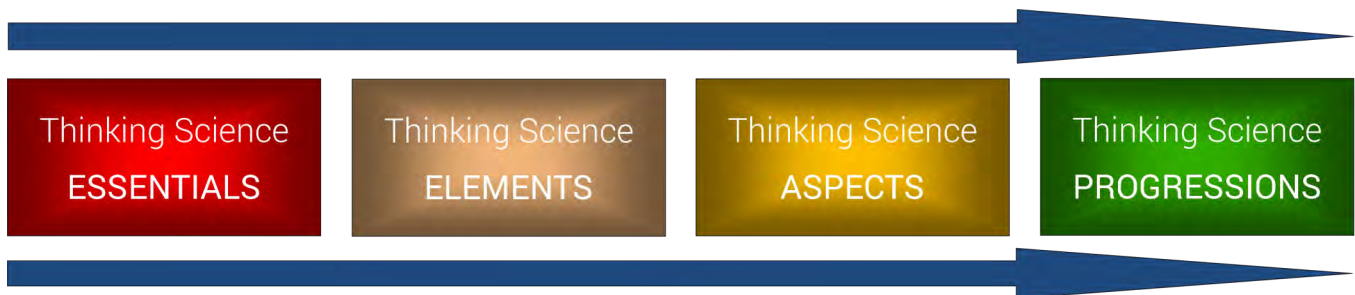 Thinking Science
ESSENTIALS
Thinking Science
ELEMENTS
Thinking Science
ASPECTS
Thinking Science
PROGRESSIONS